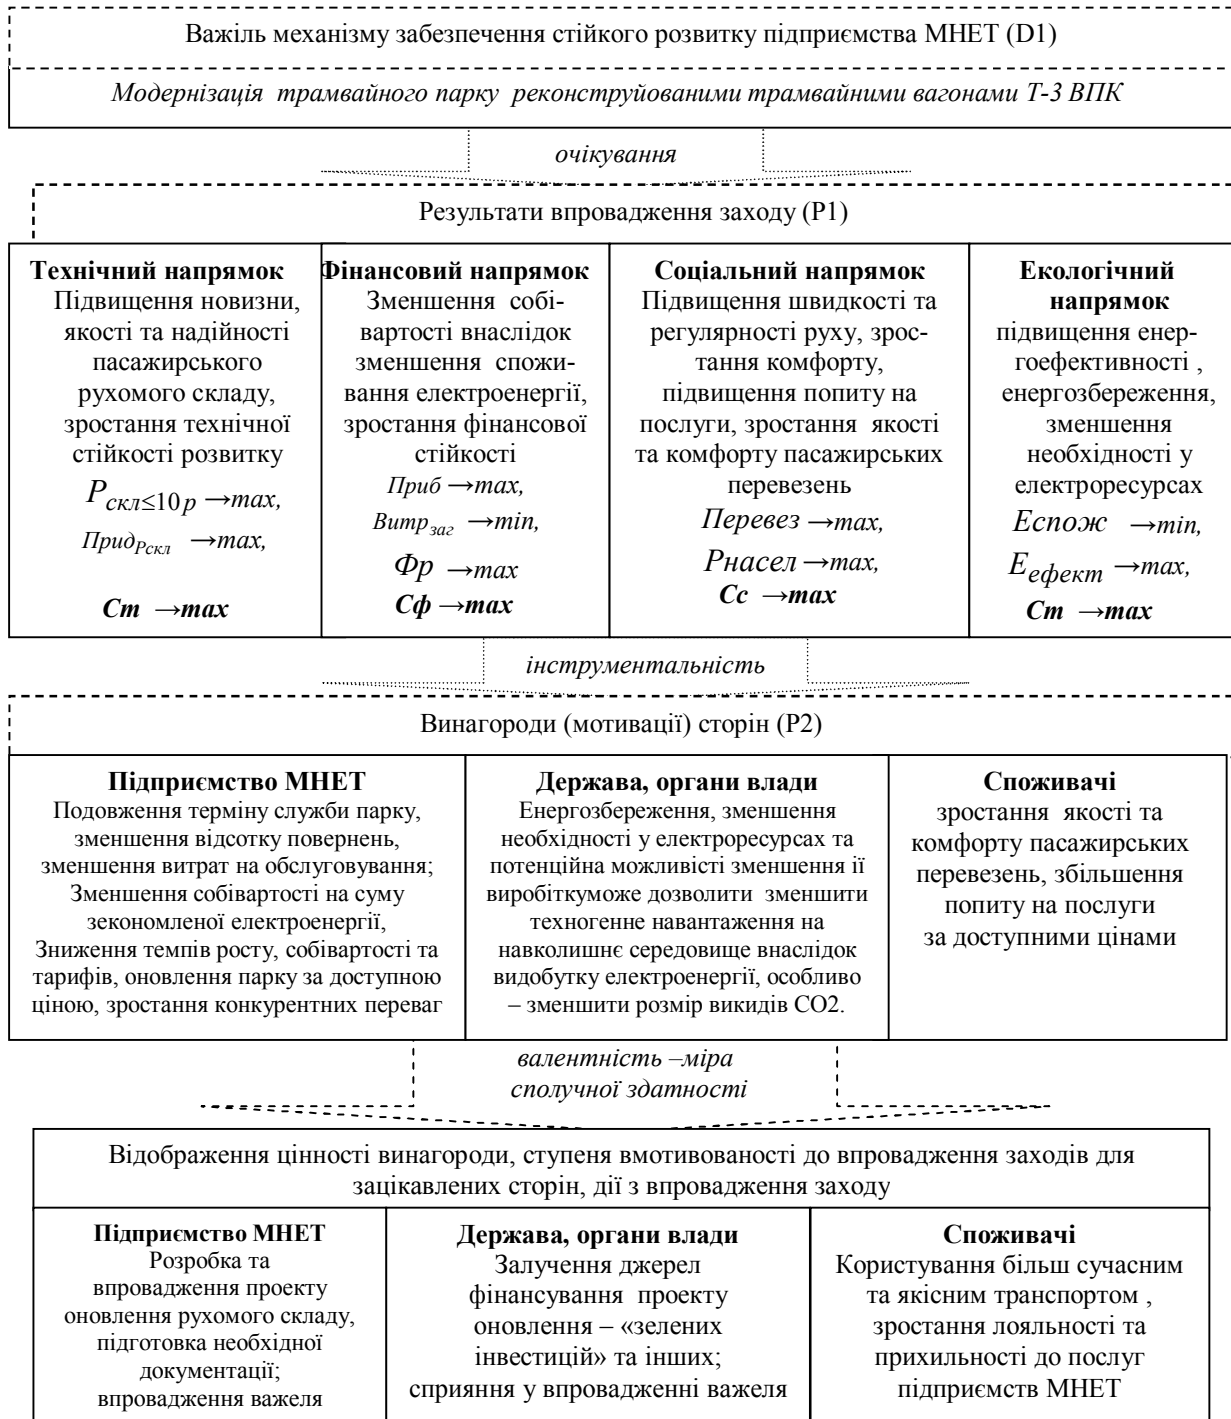 Важіль механізму забезпечення стійкого розвитку підприємства МНЕТ (D1)
Модернізація трамвайного парку реконструйованими трамвайними вагонами Т-3 ВПК
очікування
Результати впровадження заходу (Р1)
Технічний напрямок
Підвищення новизни,
якості та надійності
пасажирського
рухомого складу,
зростання технічної
стійкості розвитку
Р скл≤10 р →max,
Прид Рскл →max,
Ст →max
Фінансовий напрямок
Зменшення собі-
вартості внаслідок
зменшення спожи-
вання електроенергії,
зростання фінансової
стійкості
Приб →max,
Витр заг →min,
Фр →max
Сф →max
Соціальний напрямок
Підвищення швидкості та
регулярності руху, зрос-
тання комфорту,
підвищення попиту на
послуги, зростання якості
та комфорту пасажирських
перевезень
Перевез →max,
Рнасел →max,
Сс →max
Екологічний
напрямок
підвищення енер-
гоефективності ,
енергозбереження,
зменшення
необхідності у
електроресурсах
Еспож →min,
Е ефект →max,
Ст →max
інструментальність
Винагороди (мотивації) сторін (Р2)
Підприємство МНЕТ
Подовження терміну служби парку,
зменшення відсотку повернень,
зменшення витрат на обслуговування;
Зменшення собівартості на суму
зекономленої електроенергії,
Зниження темпів росту, собівартості та
тарифів, оновлення парку за доступною
ціною, зростання конкурентних переваг
Держава, органи влади
Енергозбереження, зменшення
необхідності у електроресурсах та
потенційна можливісті зменшення ії
виробіткуможе дозволити зменшити
техногенне навантаження на
навколишнє середовище внаслідок
видобутку електроенергії, особливо
– зменшити розмір викидів СО2.
Споживачі
зростання якості та
комфорту пасажирських
перевезень, збільшення
попиту на послуги
за доступними цінами
валентність –міра
сполучної здатності
Відображення цінності винагороди, ступеня вмотивованості до впровадження заходів для
зацікавлених сторін, дії з впровадження заходу
Підприємство МНЕТ
Розробка та
впровадження проекту
оновлення рухомого складу,
підготовка необхідної
документації;
впровадження важеля
Держава, органи влади
Залучення джерел
фінансування проекту
оновлення – «зелених
інвестицій» та інших;
сприяння у впровадженні важеля
Споживачі
Користування більш сучасним
та якісним транспортом ,
зростання лояльності та
прихильності до послуг
підприємств МНЕТ